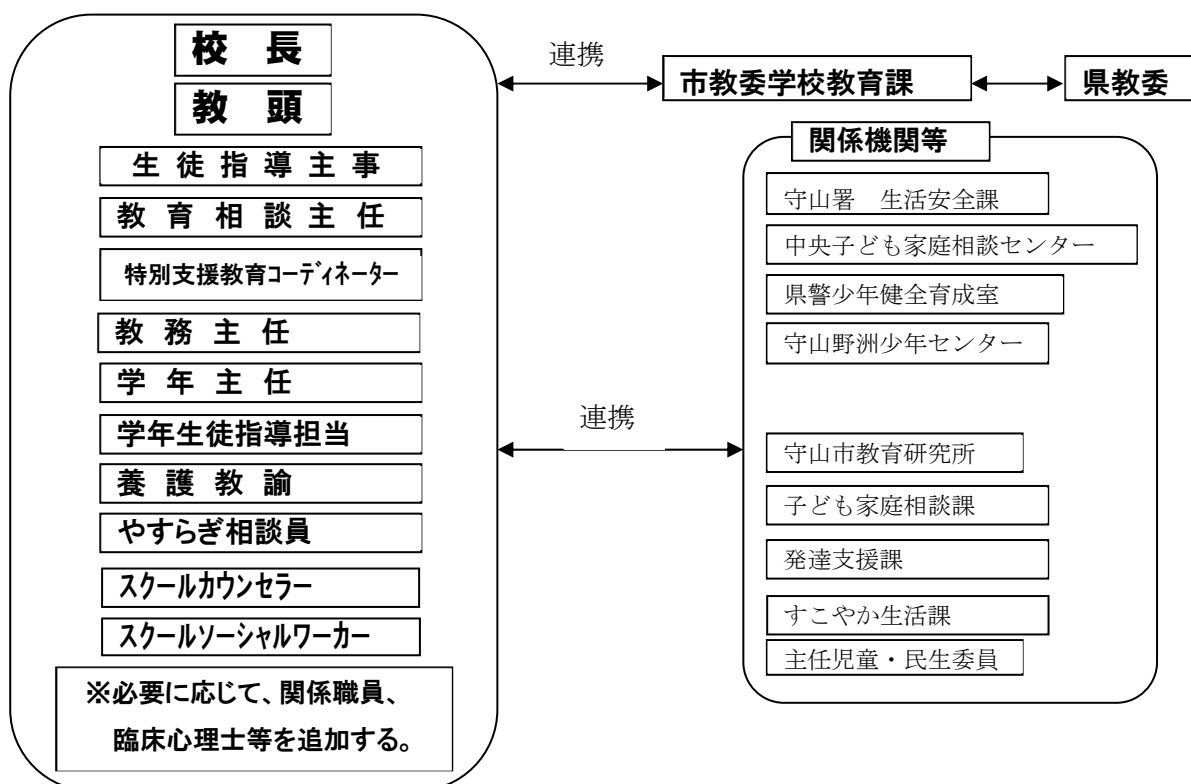 校 長
教 頭
生 徒 指 導 主 事
教 育 相 談 主 任
特別支援教育コーディネーター
教 務 主 任
学 年 主 任
学年生徒指導担当
養 護 教 諭
やすらぎ相談員
スクールカウンセラー
スクールソーシャルワーカー
※必要に応じて、関係職員、
臨床心理士等を追加する。
連携
市教委学校教育課
県教委
連携
関係機関等
守山署 生活安全課
中央子ども家庭相談センター
県警少年健全育成室
守山野洲少年センター
守山市教育研究所
子ども家庭相談課
発達支援課
すこやか生活課
主任児童・民生委員